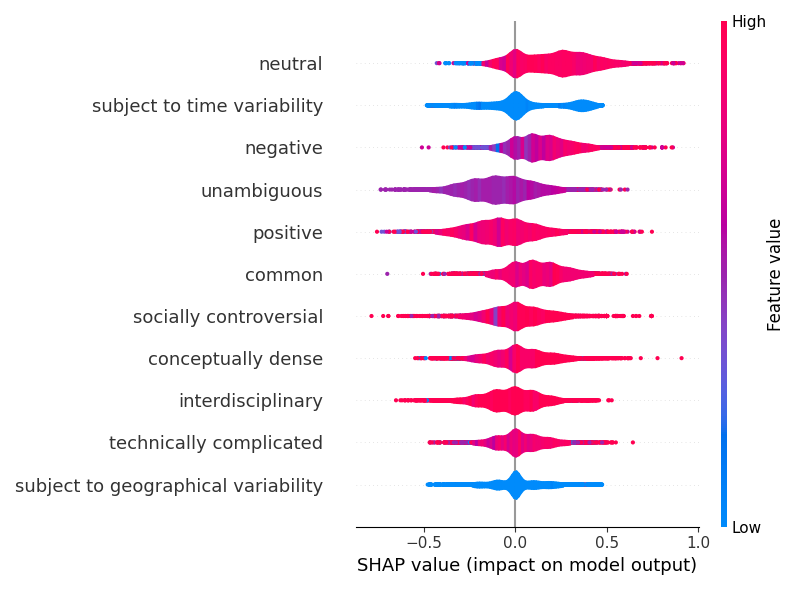 High
neutral
subject to time variability
negative
unambiguous
positive
common
socially controversial
conceptually dense
interdisciplinary
technically complicated
subject to geographical variability
Feature value
Low
−0.5 0.0 0.5 1.0
SHAP value (impact on model output)